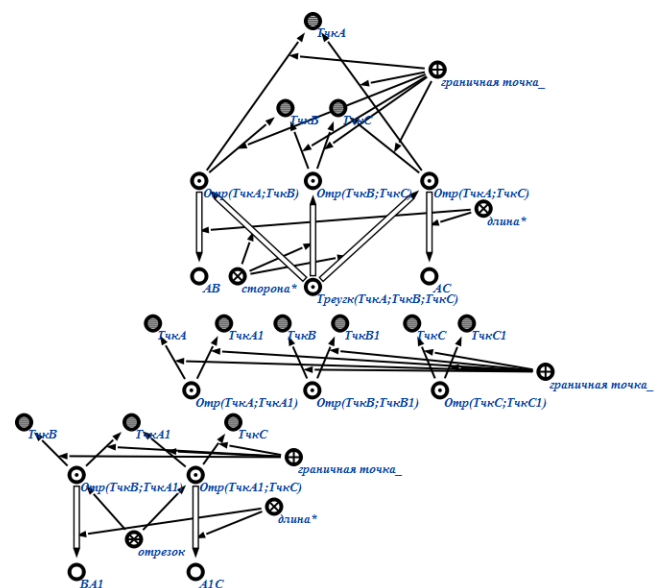 ТчкА
граничная точка_
ТчкВ ТчкС
Отр(ТчкА;ТчкВ) Отр(ТчкВ;ТчкС) Отр(ТчкА;ТчкС)
длина*
АВ сторона* АС
Треугк(ТчкА;ТчкВ;ТчкС)
ТчкА ТчкА1 ТчкВ ТчкВ1 ТчкС ТчкС1
граничная точка_
Отр(ТчкА;ТчкА1) Отр(ТчкВ;ТчкВ1) Отр(ТчкС;ТчкС1)
ТчкВ ТчкА1 ТчкС
граничная точка_
Отр(ТчкВ;ТчкА1) Отр(ТчкА1;ТчкС)
длина*
отрезок
ВА1 А1С